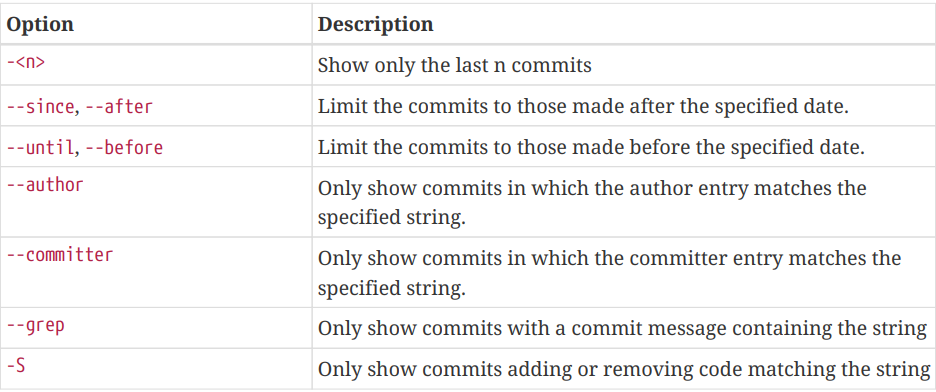 Option Description
-<n> Show only the last n commits
--since, --after Limit the commits to those made after the specified date.
--until, --before Limit the commits to those made before the specified date.
--author Only show commits in which the author entry matches the
specified string.
--committer Only show commits in which the committer entry matches the
specified string.
--grep Only show commits with a commit message containing the string
-S Only show commits adding or removing code matching the string